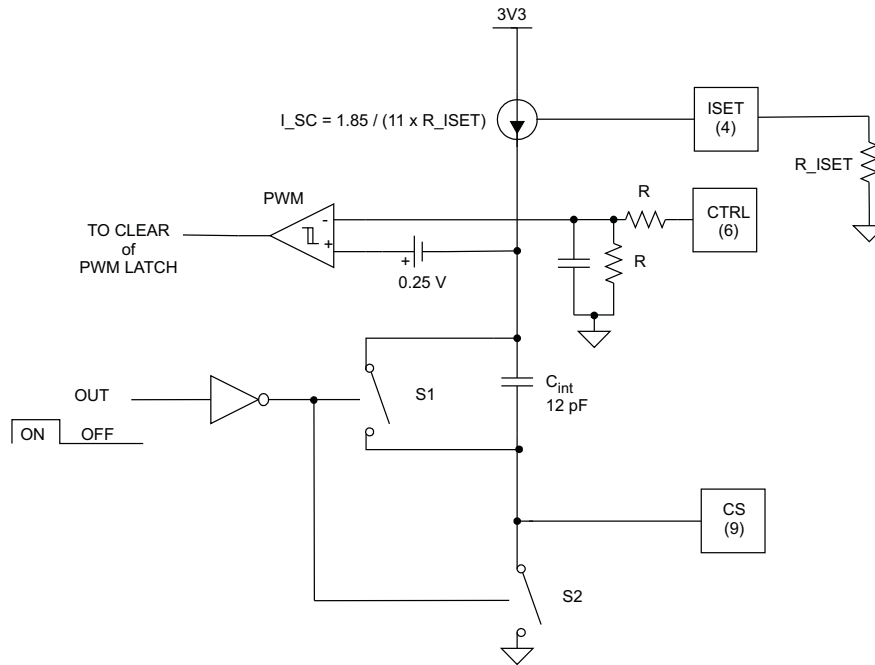 3V3
I_SC = 1.85 / (11 x R_ISET)
ISET
(4)
R_ISET
PWM
R
CTRL
(6)
-
+
TO CLEAR
of
PWM LATCH
+
0.25 V
R
OUT
S1
Cint
12 pF
ON
OFF
CS
(9)
S2